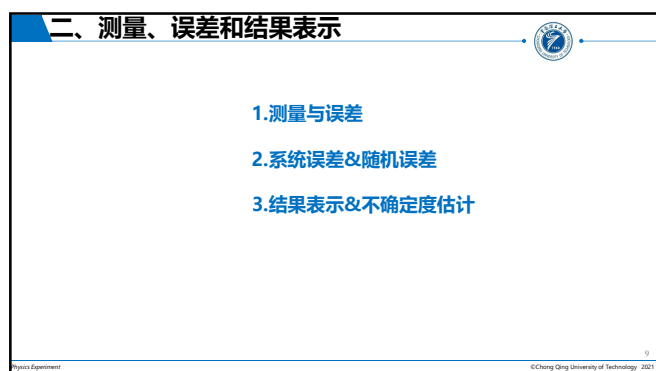 二、测量、误差和结果表示
1.测量与误差
2.系统误差&随机误差
3.结果表示&不确定度估计
9
Physics Experiment
©Chong Qing University of Technology 2021